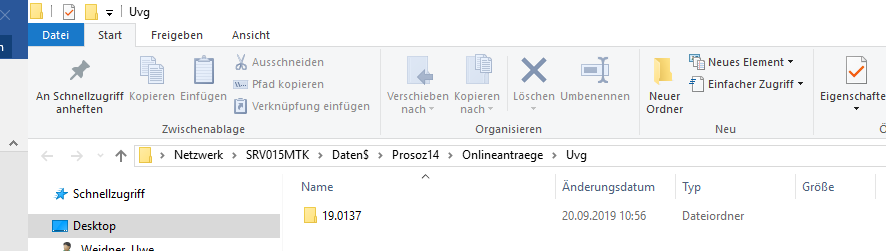 Uvg
Datei Start Freigeben Ansicht
n
An Schnellzugriff anheften
Kopieren
Einfügen
Ausschneiden
Pfad kopieren
Verknüpfung einfügen
Zwischenablage
Verschieben nach
Kopieren nach
Löschen
Umbenennen
Organisieren
Neuer Ordner
Neues Element
Einfacher Zugriff
Neu
Eigenschafte
Netzwerk > SRV015MTK > Daten$ > Prosoz14 > Onlineantraege > Uvg
Schnellzugriff
Desktop
Weidner, Uwe
Name Änderungsdatum Typ Größe
19.0137 20.09.2019 10:56 Dateiordner